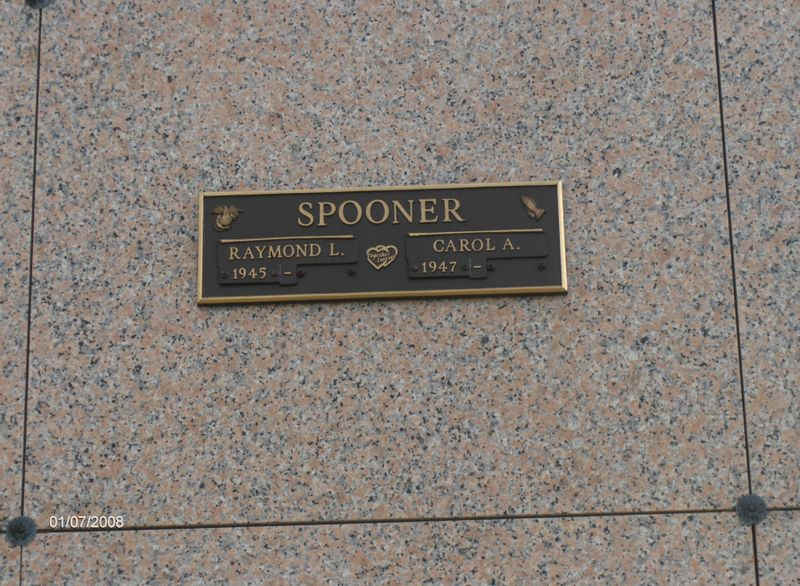 SPOONER
RAYMOND L.
1945 –
CAROL A.
1947 –
01/07/2008